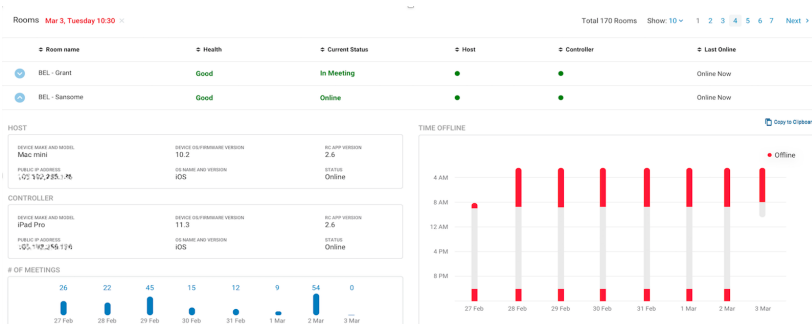 Rooms Mar 3, Tuesday 10:30
Total 170 Rooms Show: 10 1 2 3 4 5 6 7 Next >
Room name Health Current Status Host Controller Last Online
BEL - Grant Good In Meeting Online Now
BEL - Sansome Good Online Online Now
Copy to Clipboar
HOST
DEVICE MAKE AND MODEL DEVICE OS/FIRMWARE VERSION RC APP VERSION
Mac mini 10.2 2.6
PUBLIC IP ADDRESS OS NAME AND VERSION STATUS
iOS Online
CONTROLLER
DEVICE MAKE AND MODEL DEVICE OS/FIRMWARE VERSION RC APP VERSION
iPad Pro 11.3 2.6
PUBLIC IP ADDRESS OS NAME AND VERSION STATUS
iOS Online
# OF MEETINGS
26 22 45 15 12 9 54 0
27 Feb 28 Feb 29 Feb 30 Feb 31 Feb 1 Mar 2 Mar 3 Mar
TIME OFFLINE
Offline
4 AM
8 AM
12 AM
4 PM
8 PM
27 Feb 28 Feb 29 Feb 30 Feb 31 Feb 1 Mar 2 Mar 3 Mar